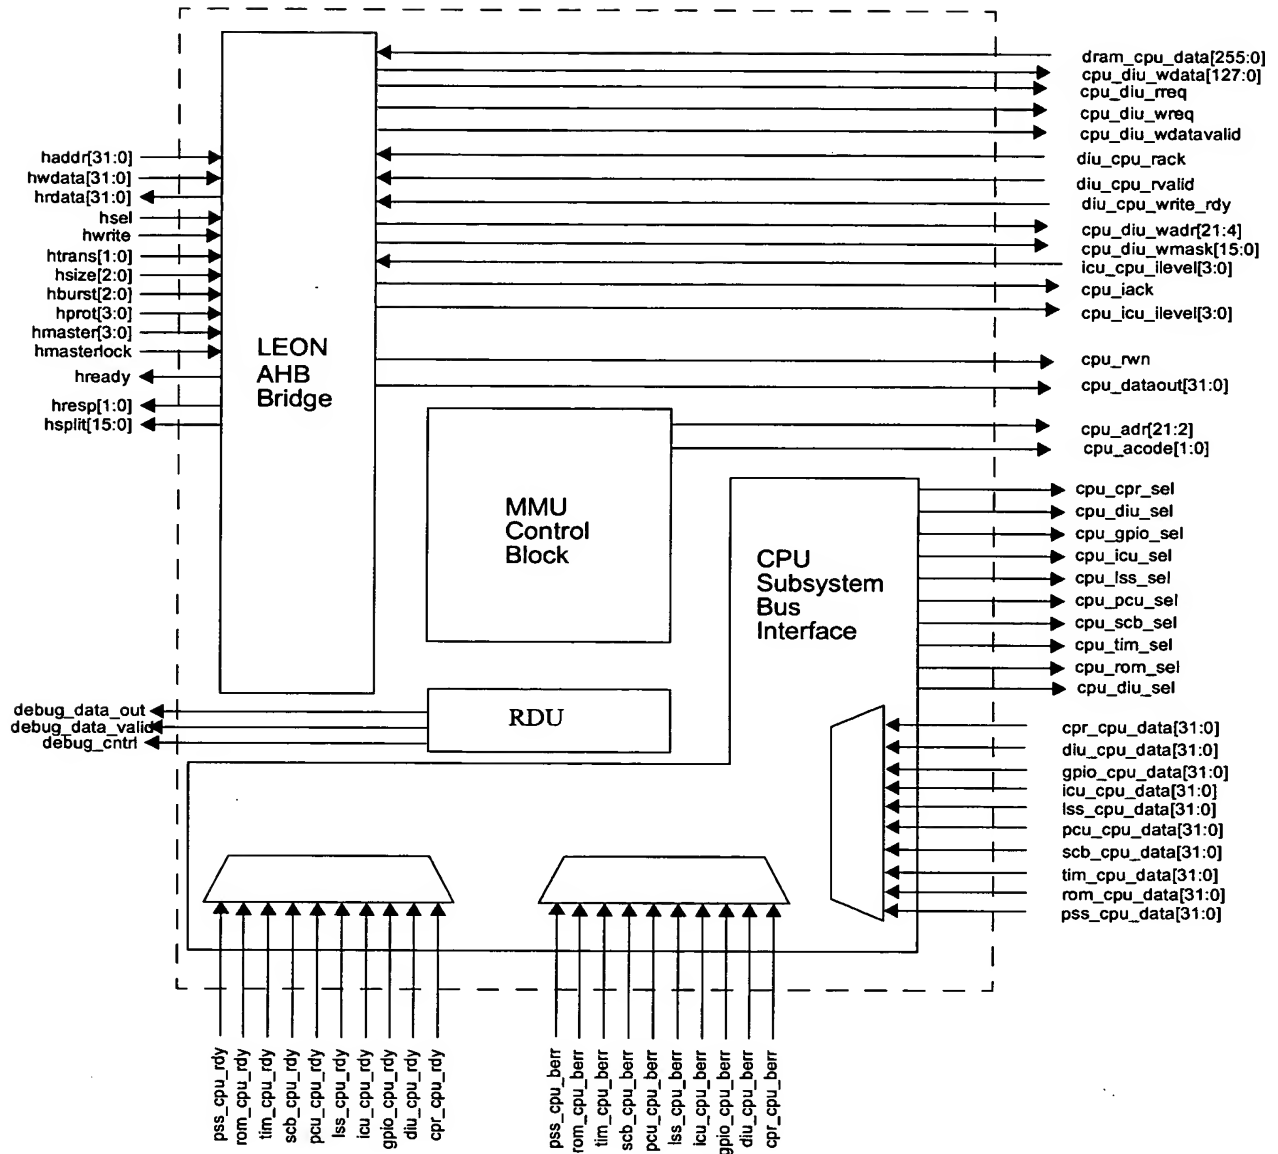 haddr[31:0]
hwdata[31:0]
hrdata[31:0]
hsel
hwrite
htrans[1:0]
hsize[2:0]
hburst[2:0]
hprot[3:0]
hmaster[3:0]
hmasterlock
hready
hresp[1:0]
hsplit[15:0]
LEON
AHB
Bridge
dram_cpu_data[255:0]
cpu_diu_wdata[127:0]
cpu_diu_rreq
cpu_diu_wreq
cpu_diu_wdatavalid
diu_cpu_rack
diu_cpu_rvalid
diu_cpu_write_rdy
cpu_diu_wadr[21:4]
cpu_diu_wmask[15:0]
icu_cpu_ilevel[3:0]
cpu_iack
cpu_icu_ilevel[3:0]
cpu_rwn
cpu_dataout[31:0]
cpu_adr[21:2]
cpu_acode[1:0]
MMU
Control
Block
CPU
Subsystem
Bus
Interface
cpu_cpr_sel
cpu_diu_sel
cpu_gpio_sel
cpu_icu_sel
cpu_lss_sel
cpu_pcu_sel
cpu_scb_sel
cpu_tim_sel
cpu_rom_sel
cpu_diu_sel
debug_data_out
debug_data_valid
debug_cntrl
RDU
cpr_cpu_data[31:0]
diu_cpu_data[31:0]
gpio_cpu_data[31:0]
icu_cpu_data[31:0]
lss_cpu_data[31:0]
pcu_cpu_data[31:0]
scb_cpu_data[31:0]
tim_cpu_data[31:0]
rom_cpu_data[31:0]
pss_cpu_data[31:0]
pss_cpu_rdy
rom_cpu_rdy
tim_cpu_rdy
scb_cpu_rdy
pcu_cpu_rdy
lss_cpu_rdy
icu_cpu_rdy
gpio_cpu_rdy
diu_cpu_rdy
cpr_cpu_rdy
pss_cpu_berr
rom_cpu_berr
tim_cpu_berr
scb_cpu_berr
pcu_cpu_berr
lss_cpu_berr
icu_cpu_berr
gpio_cpu_berr
diu_cpu_berr
cpr_cpu_berr